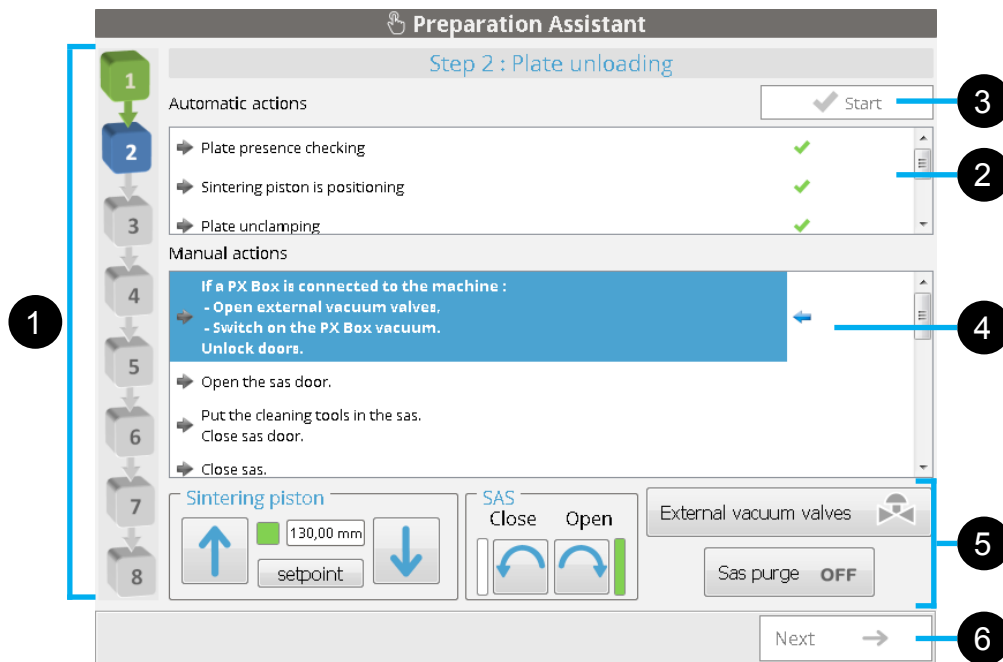 Preparation Assistant
1
Step 2 : Plate unloading
1
2
3
4
5
6
7
8
Automatic actions
Start
3
Plate presence checking
Sintering piston is positioning
Plate unclamping
2
Manual actions
If a PX Box is connected to the machine :
- Open external vacuum valves,
- Switch on the PX Box vacuum.
Unlock doors.
4
Open the sas door.
Put the cleaning tools in the sas.
Close sas door.
Close sas.
Sintering piston
130,00 mm
setpoint
SAS
Close Open
External vacuum valves
Sas purge OFF
5
Next
6